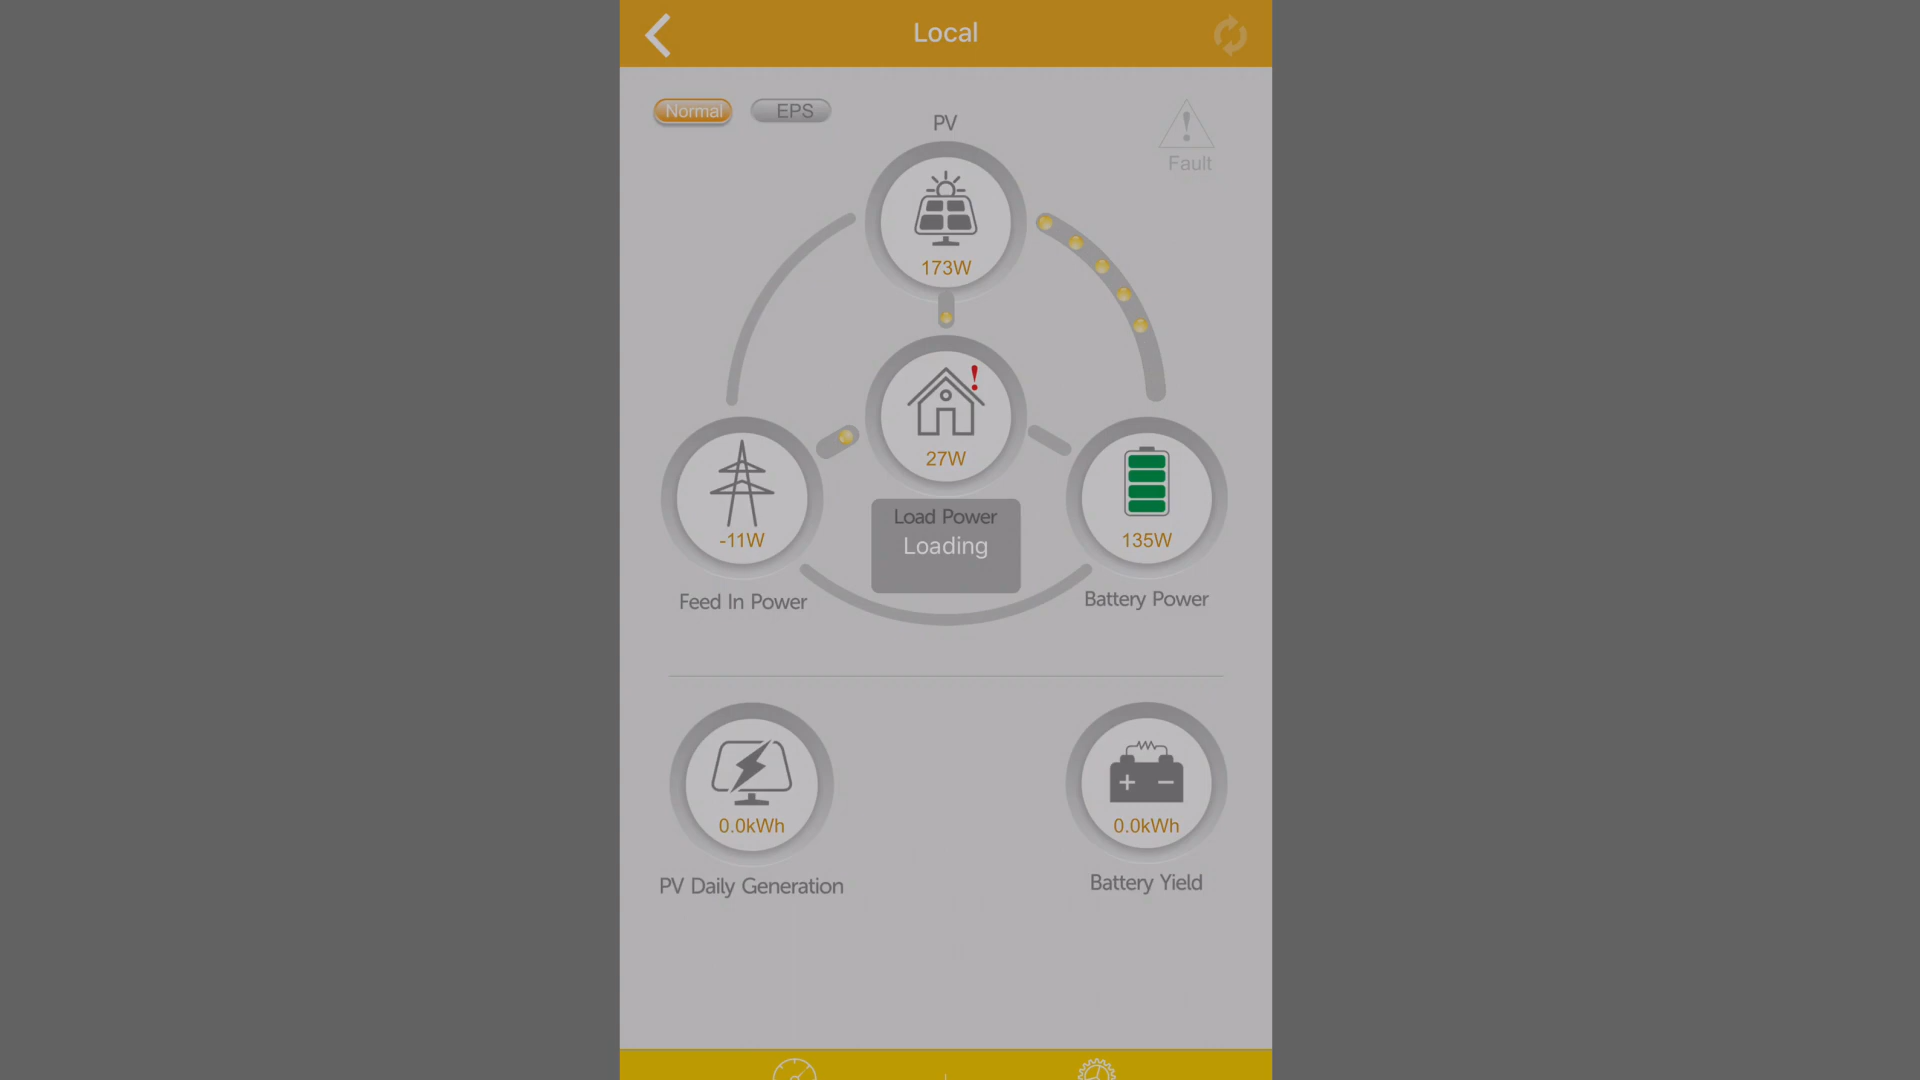 Local
Normal
EPS
PV
Fault
173W
27W
-11W
135W
Load Power
Loading
Feed In Power
Battery Power
0.0kWh
0.0kWh
PV Daily Generation
Battery Yield